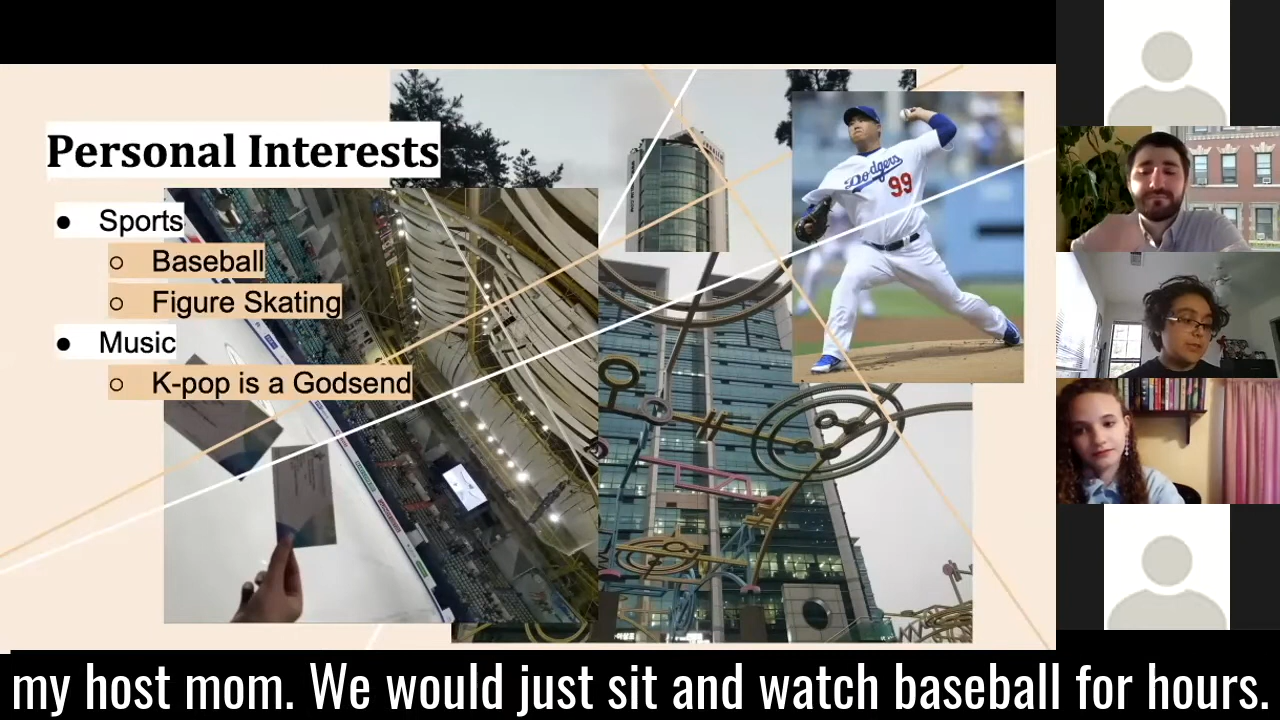 Personal Interests
● Sports
○ Baseball
○ Figure Skating
● Music
○ K-pop is a Godsend
Dodgers
99
my host mom. We would just sit and watch baseball for hours.